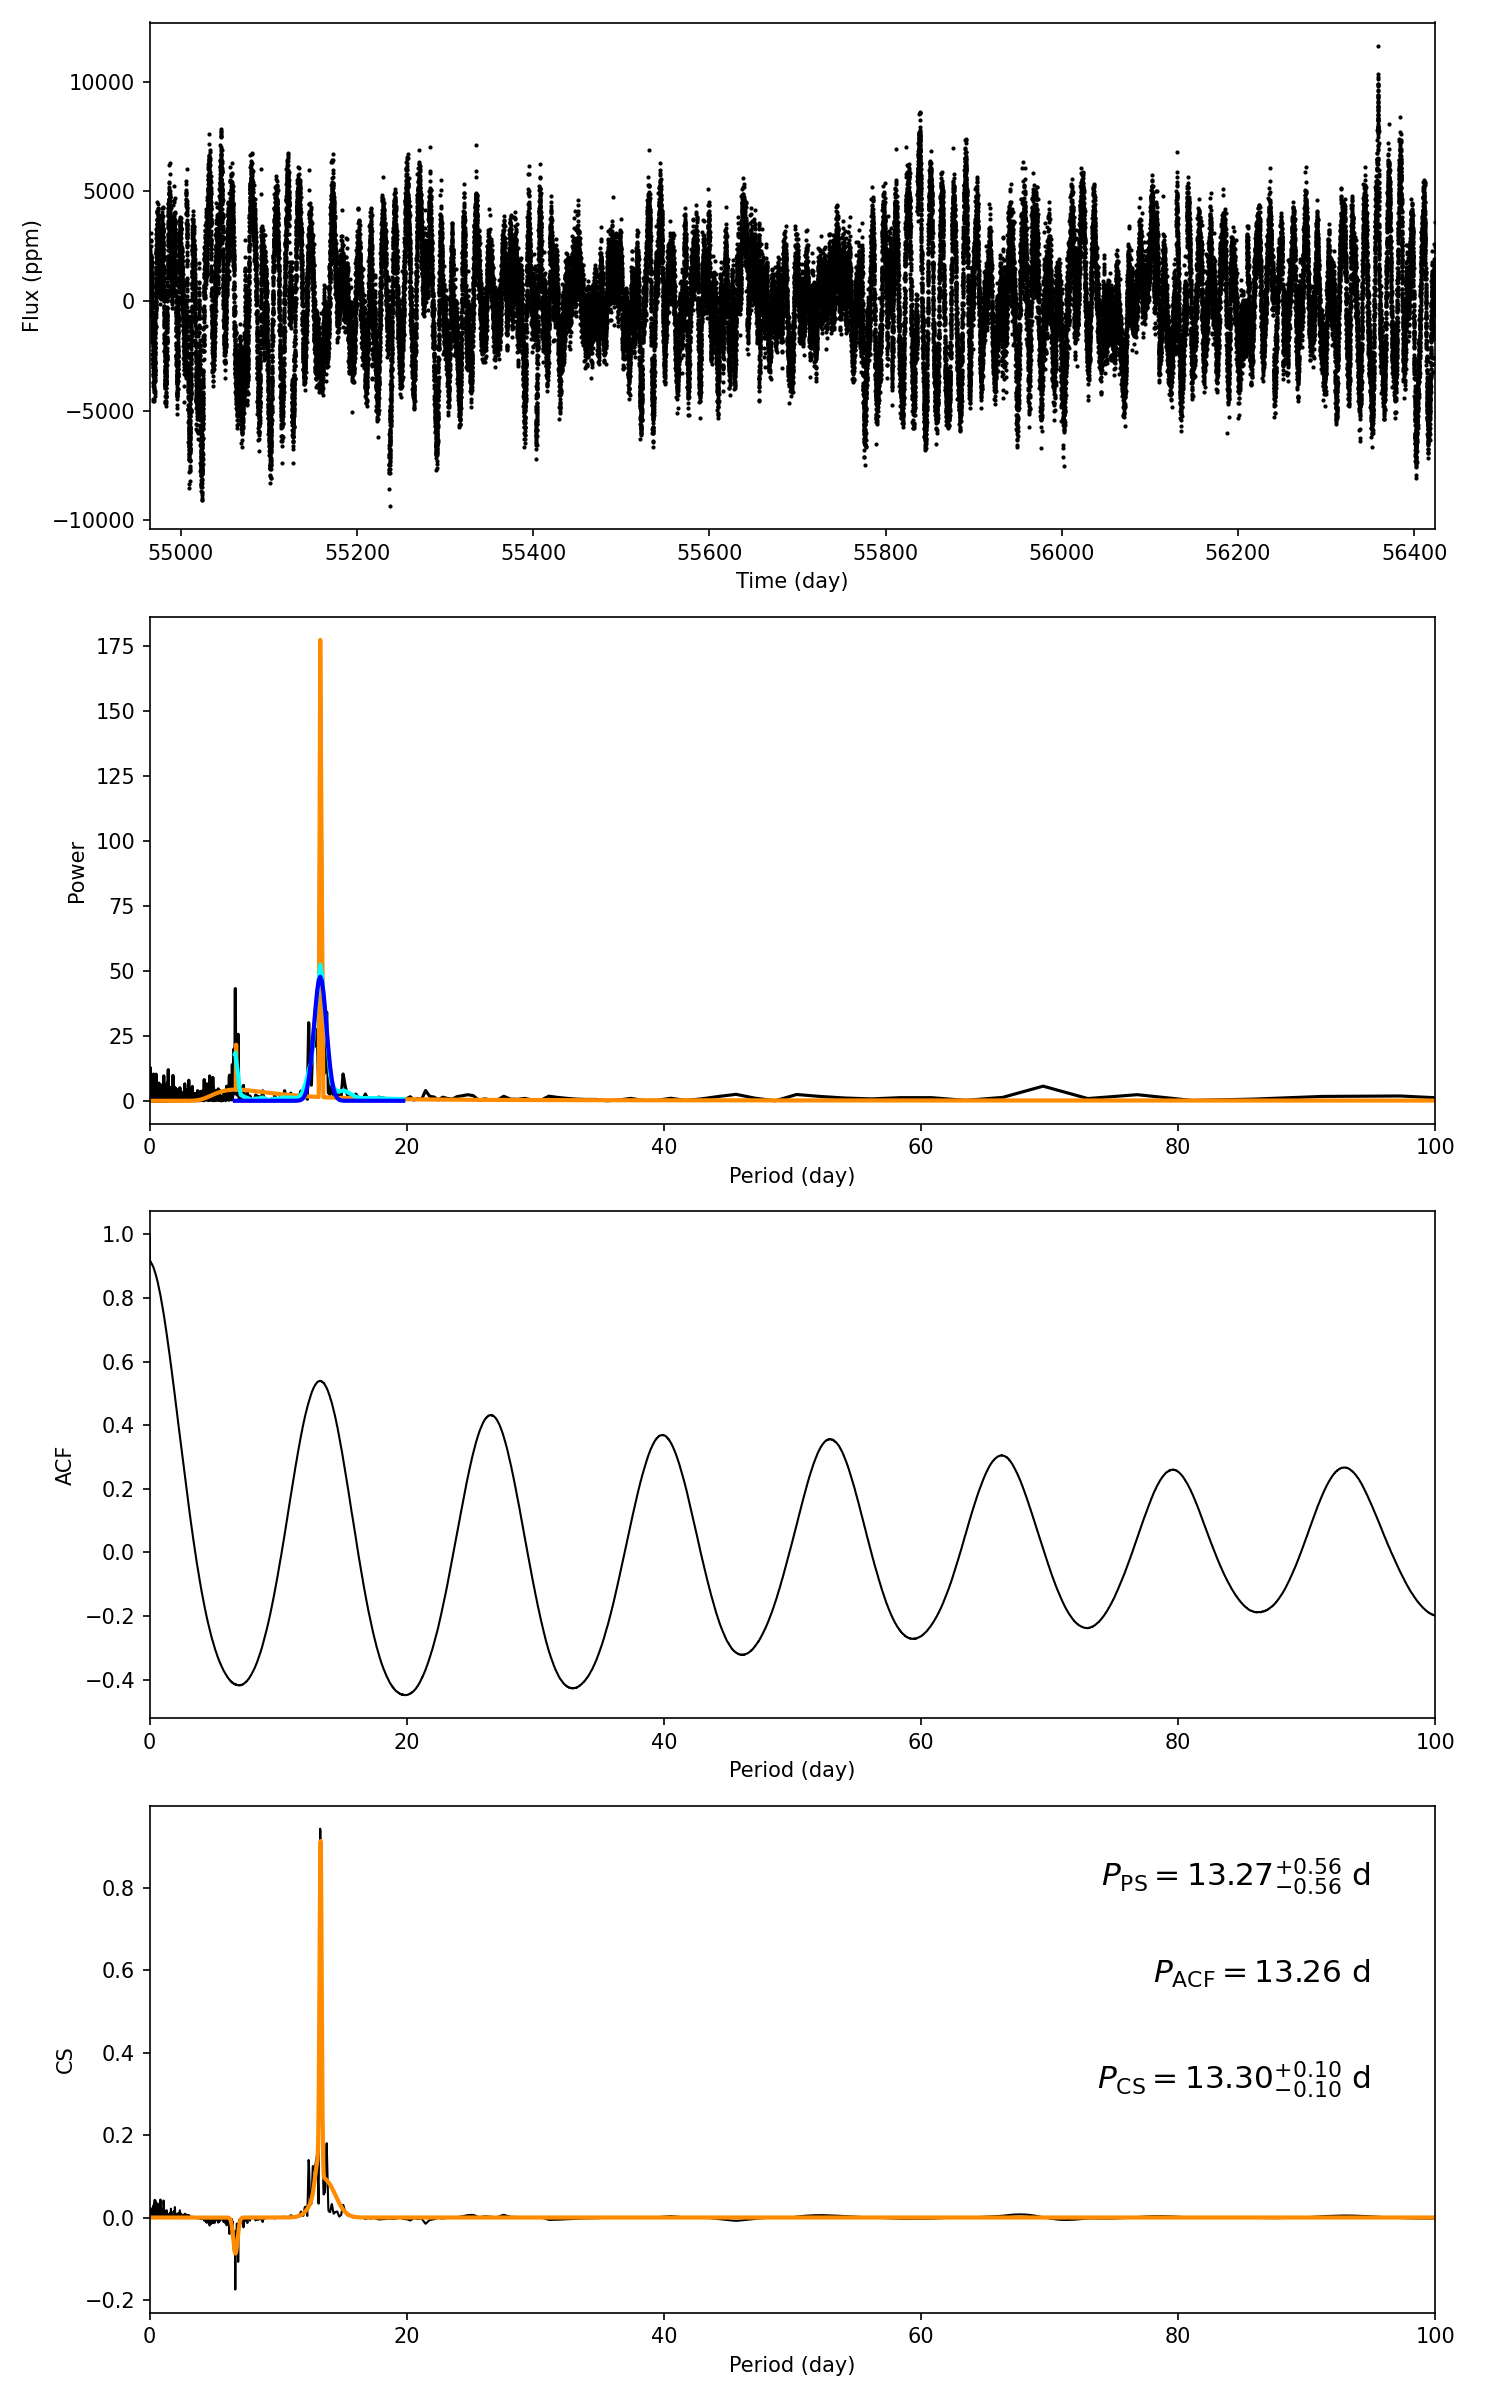 10000
5000
0
−5000
−10000
Flux (ppm)
55000 55200 55400 55600 55800 56000 56200 56400
Time (day)
175
150
125
100
75
50
25
0
Power
0 20 40 60 80 100
Period (day)
1.0
0.8
0.6
0.4
0.2
0.0
−0.2
−0.4
ACF
0 20 40 60 80 100
Period (day)
0.8
0.6
0.4
0.2
0.0
−0.2
CS
P_PS = 13.27 +0.56 −0.56 d
P_ACF = 13.26 d
P_CS = 13.30 +0.10 −0.10 d
0 20 40 60 80 100
Period (day)